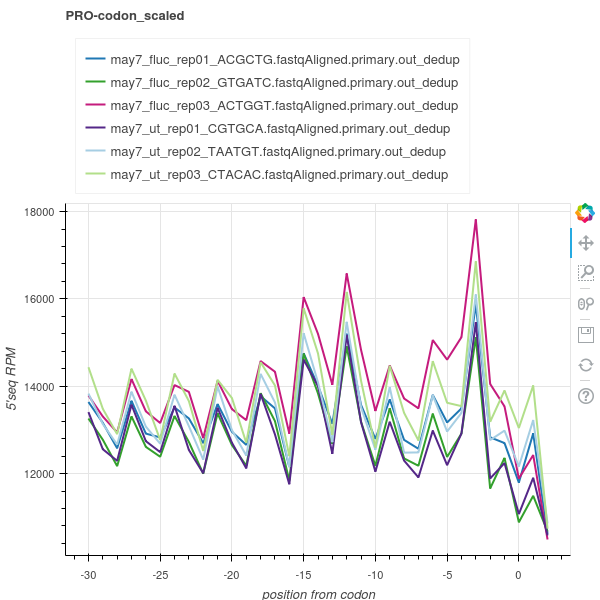 PRO-codon_scaled
may7_fluc_rep01_ACGCTG.fastqAligned.primary.out_dedup
may7_fluc_rep02_GTGATC.fastqAligned.primary.out_dedup
may7_fluc_rep03_ACTGGT.fastqAligned.primary.out_dedup
may7_ut_rep01_CGTGCA.fastqAligned.primary.out_dedup
may7_ut_rep02_TAATGT.fastqAligned.primary.out_dedup
may7_ut_rep03_CTACAC.fastqAligned.primary.out_dedup
18000
16000
14000
12000
5'seq RPM
-30 -25 -20 -15 -10 -5 0
position from codon